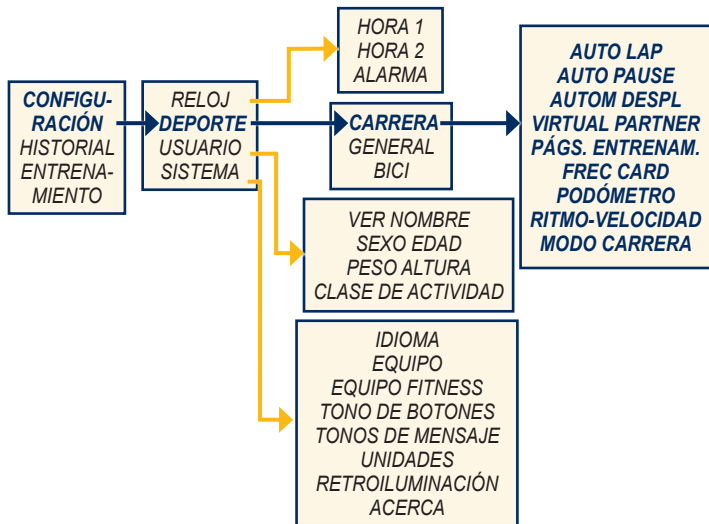 CONFIGU-
RACIÓN
HISTORIAL
ENTRENA-
MIENTO
RELOJ
DEPORTE
USUARIO
SISTEMA
HORA 1
HORA 2
ALARMA
CARRERA
GENERAL
BICI
AUTO LAP
AUTO PAUSE
AUTOM DESPL
VIRTUAL PARTNER
PÁGS. ENTRENAM.
FREC CARD
PODÓMETRO
RITMO-VELOCIDAD
MODO CARRERA
VER NOMBRE
SEXO EDAD
PESO ALTURA
CLASE DE ACTIVIDAD
IDIOMA
EQUIPO
EQUIPO FITNESS
TONO DE BOTONES
TONOS DE MENSAJE
UNIDADES
RETROILUMINACIÓN
ACERCA